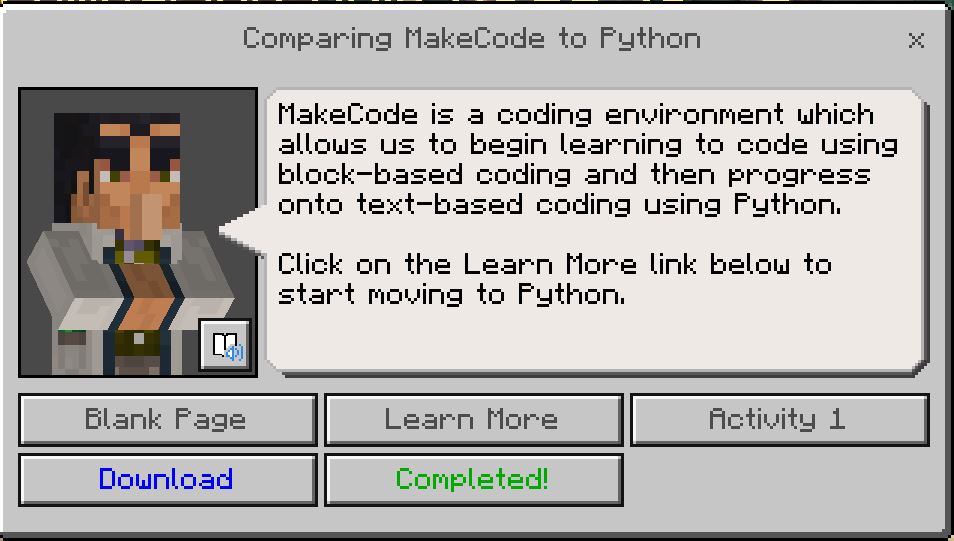 Comparing MakeCode to Python
x
MakeCode is a coding environment which
allows us to begin learning to code using
block-based coding and then progress
onto text-based coding using Python.
Click on the Learn More link below to
start moving to Python.
Blank Page
Learn More
Activity 1
Download
Completed!